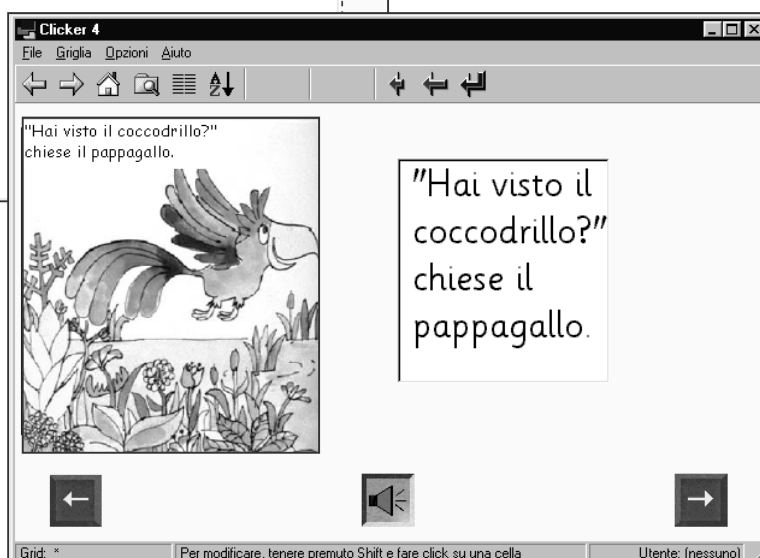 Clicker 4
File Griglia Opzioni Aiuto
"Hai visto il coccodrillo?"
chiese il pappagallo.
"Hai visto il
coccodrillo?"
chiese il
pappagallo.
Grid: * Per modificare, tenere premuto Shift e fare click su una cella Utente: (nessuno)